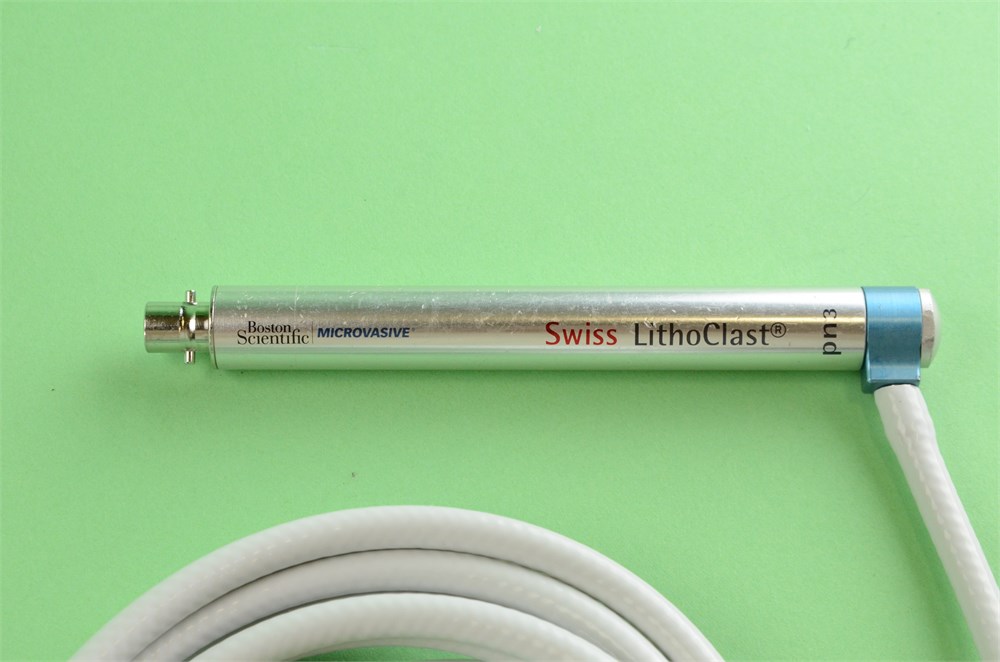 Boston
Scientific
MICROVASIVE®
Swiss LithoClast®
pn3